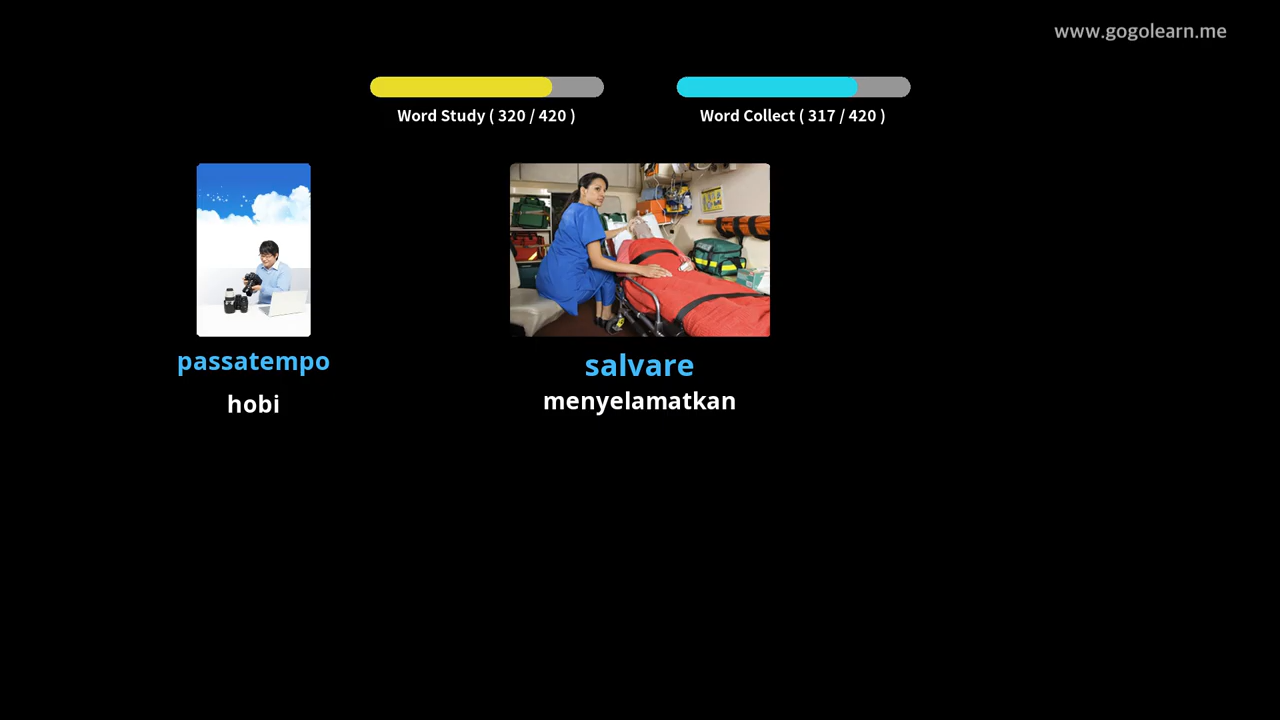 www.gogolearn.me
Word Study ( 320 / 420 )
Word Collect ( 317 / 420 )
passatempo
hobi
salvare
menyelamatkan